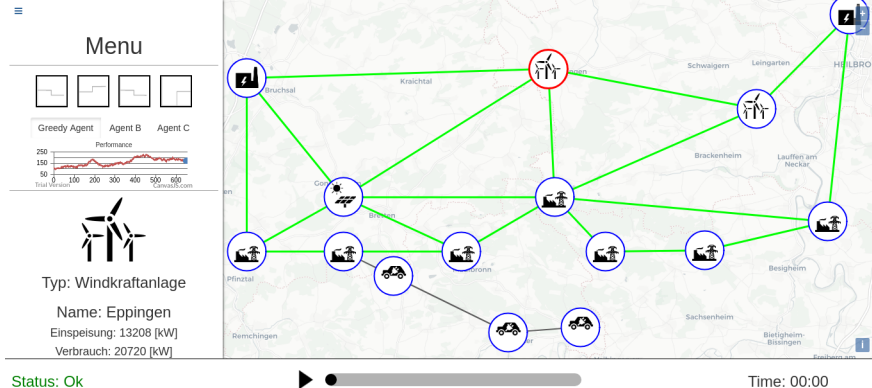 ≡
Menu
Greedy Agent Agent B Agent C
Performance
250
150
50
0 100 200 300 400 500 600
Trial Version CanvasJS.com
Typ: Windkraftanlage
Name: Eppingen
Einspeisung: 13208 [kW]
Verbrauch: 20720 [kW]
Schwaigern Leingarten
HEILBRO
Kraichtal
Bruchsal
Brackenheim
Lauffen am
Neckar
Bretten
Pfinztal
Besigheim
Sachsenheim
Remchingen
Bietigheim-
Bissingen
Freiberg am
i
Status: Ok
Time: 00:00